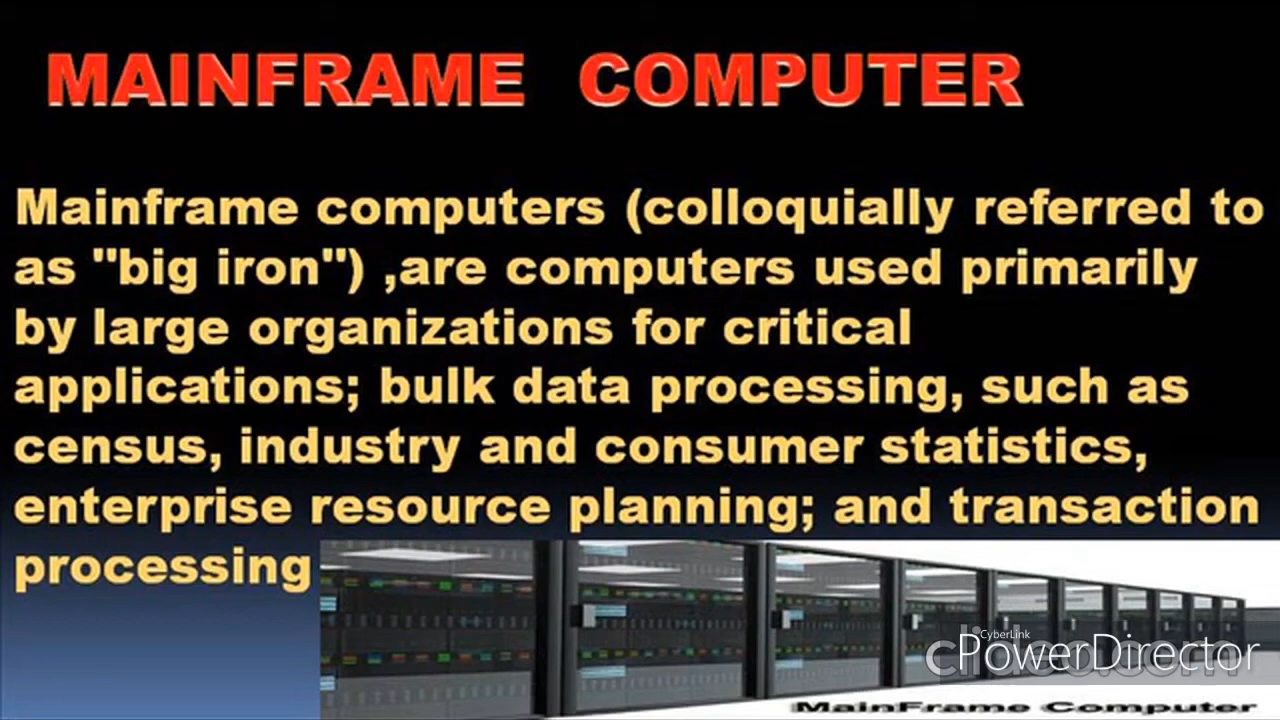 MAINFRAME COMPUTER
Mainframe computers (colloquially referred to
as "big iron") ,are computers used primarily
by large organizations for critical
applications; bulk data processing, such as
census, industry and consumer statistics,
enterprise resource planning; and transaction
processing
CyberLink
PowerDirector
clideo.com
MainFrame Computer